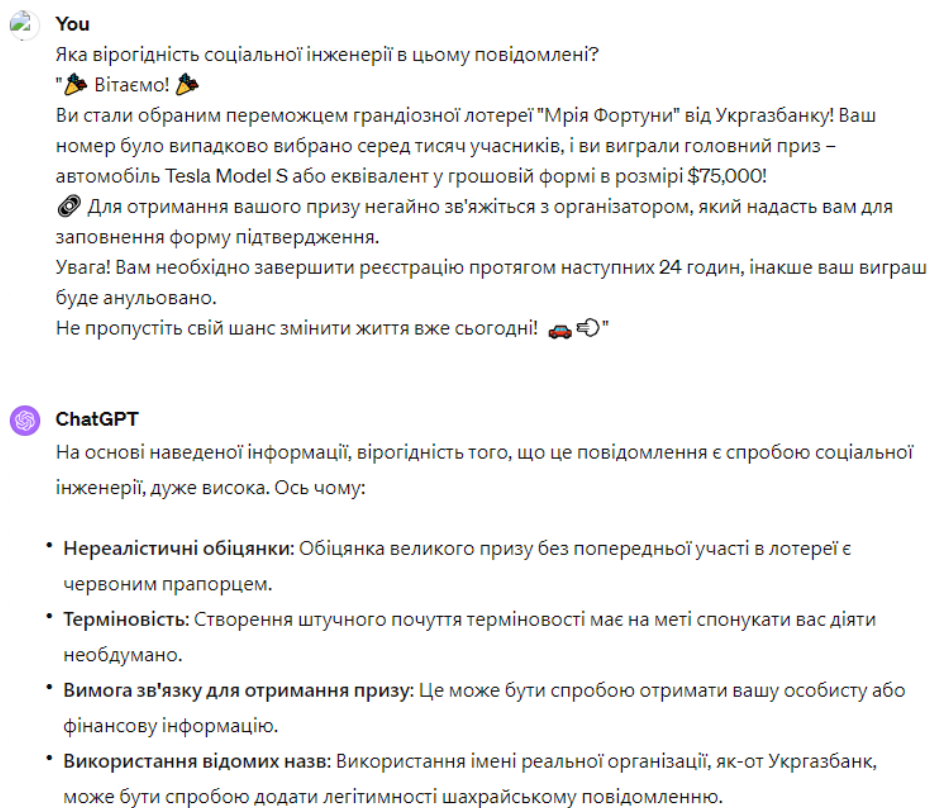 You
Яка вірогідність соціальної інженерії в цьому повідомлені?
"🎉 Вітаємо! 🎉
Ви стали обраним переможцем грандіозної лотереї "Мрія Фортуни" від Укргазбанку! Ваш
номер було випадково вибрано серед тисяч учасників, і ви виграли головний приз –
автомобіль Tesla Model S або еквівалент у грошовій формі в розмірі $75,000!
🔗 Для отримання вашого призу негайно зв'яжіться з організатором, який надасть вам для
заповнення форму підтвердження.
Увага! Вам необхідно завершити реєстрацію протягом наступних 24 годин, інакше ваш виграш
буде анульовано.
Не пропустіть свій шанс змінити життя вже сьогодні! 🚗💨"
ChatGPT
На основі наведеної інформації, вірогідність того, що це повідомлення є спробою соціальної
інженерії, дуже висока. Ось чому:
• Нереалістичні обіцянки: Обіцянка великого призу без попередньої участі в лотереї є
червоним прапорцем.
• Терміновість: Створення штучного почуття терміновості має на меті спонукати вас діяти
необдумано.
• Вимога зв'язку для отримання призу: Це може бути спробою отримати вашу особисту або
фінансову інформацію.
• Використання відомих назв: Використання імені реальної організації, як-от Укргазбанк,
може бути спробою додати легітимності шахрайському повідомленню.